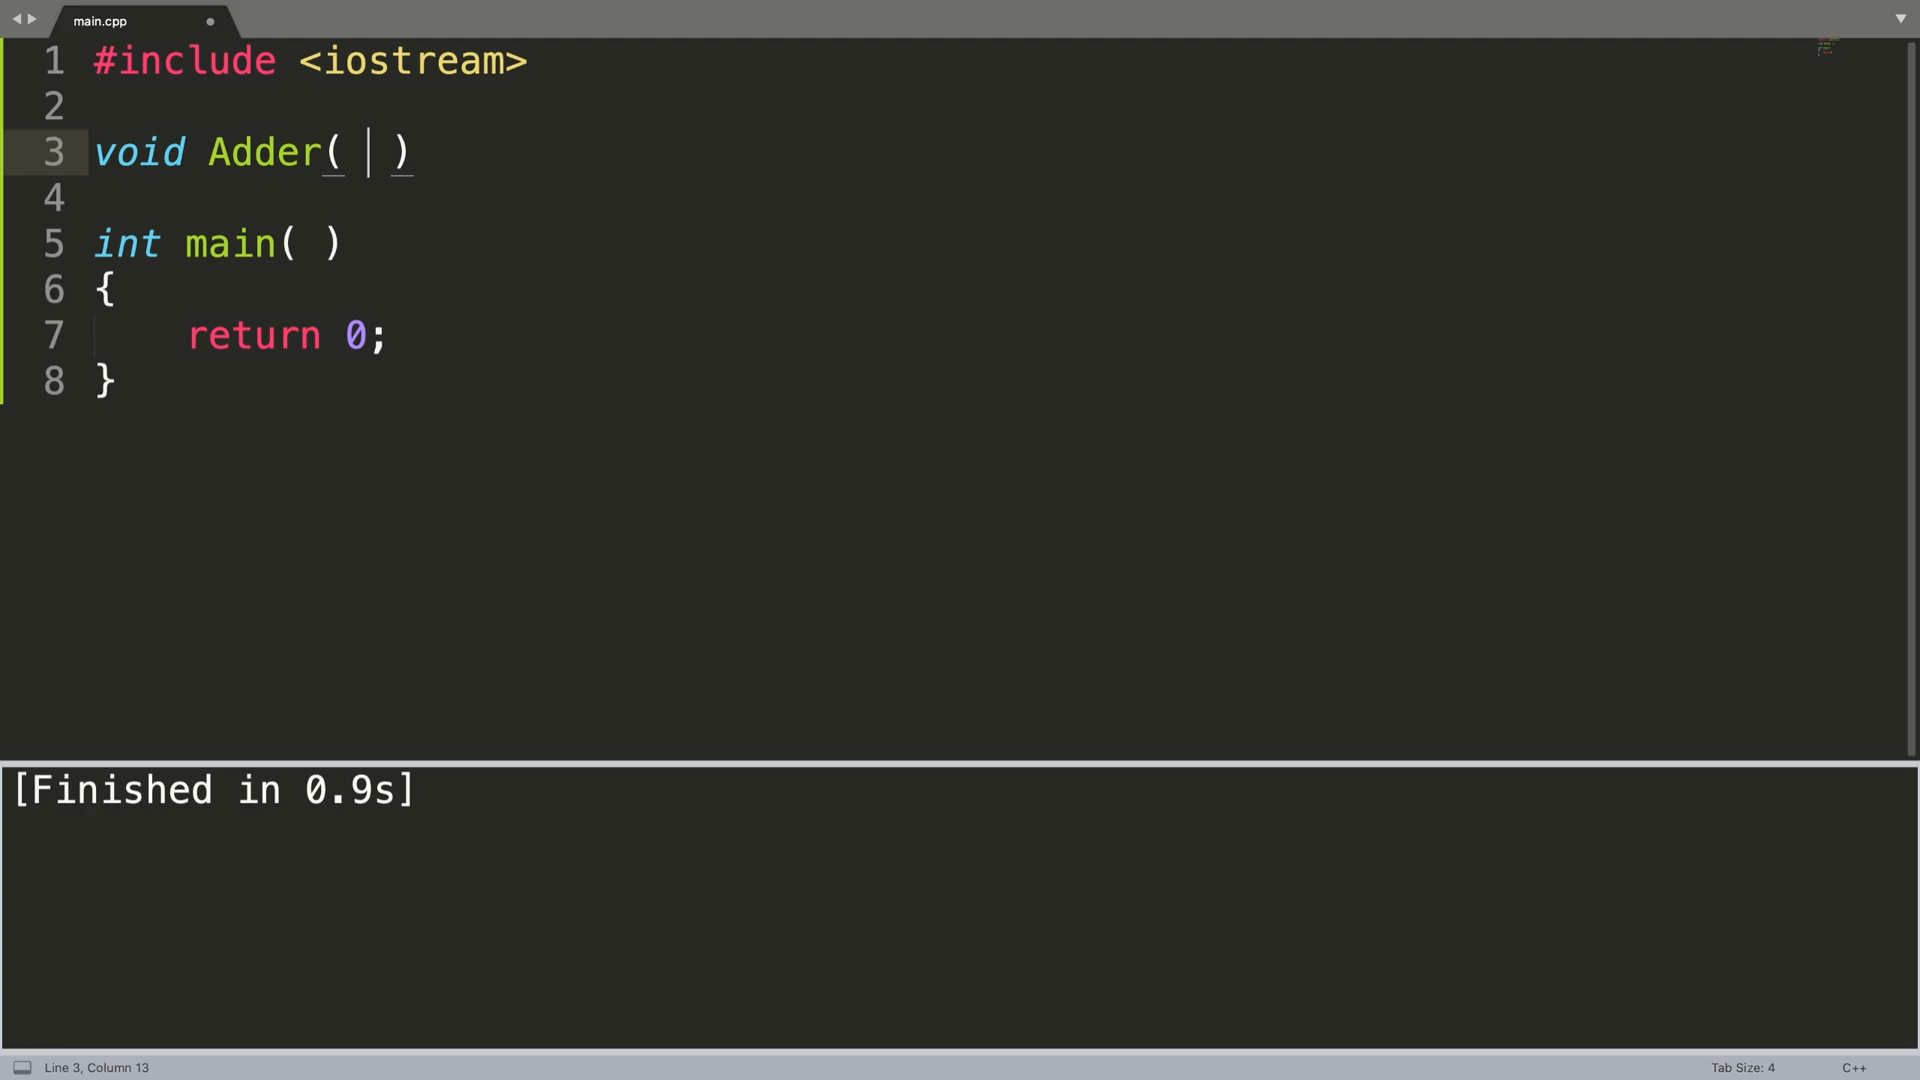 main.cpp
1 #include <iostream>
2
3 void Adder(  )
4
5 int main( )
6 {
7     return 0;
8 }
[Finished in 0.9s]
Line 3, Column 13
Tab Size: 4
C++